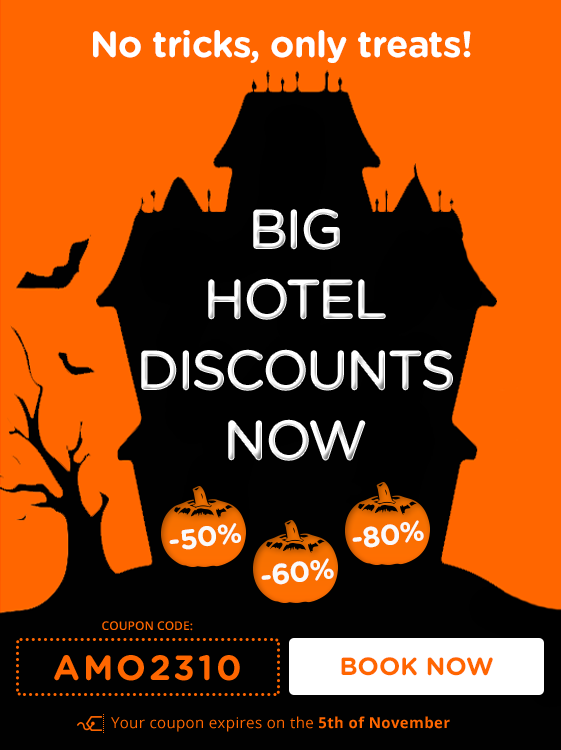 No tricks, only treats!
BIG
HOTEL
DISCOUNTS
NOW
-50%
-60%
-80%
COUPON CODE:
AMO2310
BOOK NOW
Your coupon expires on the 5th of November